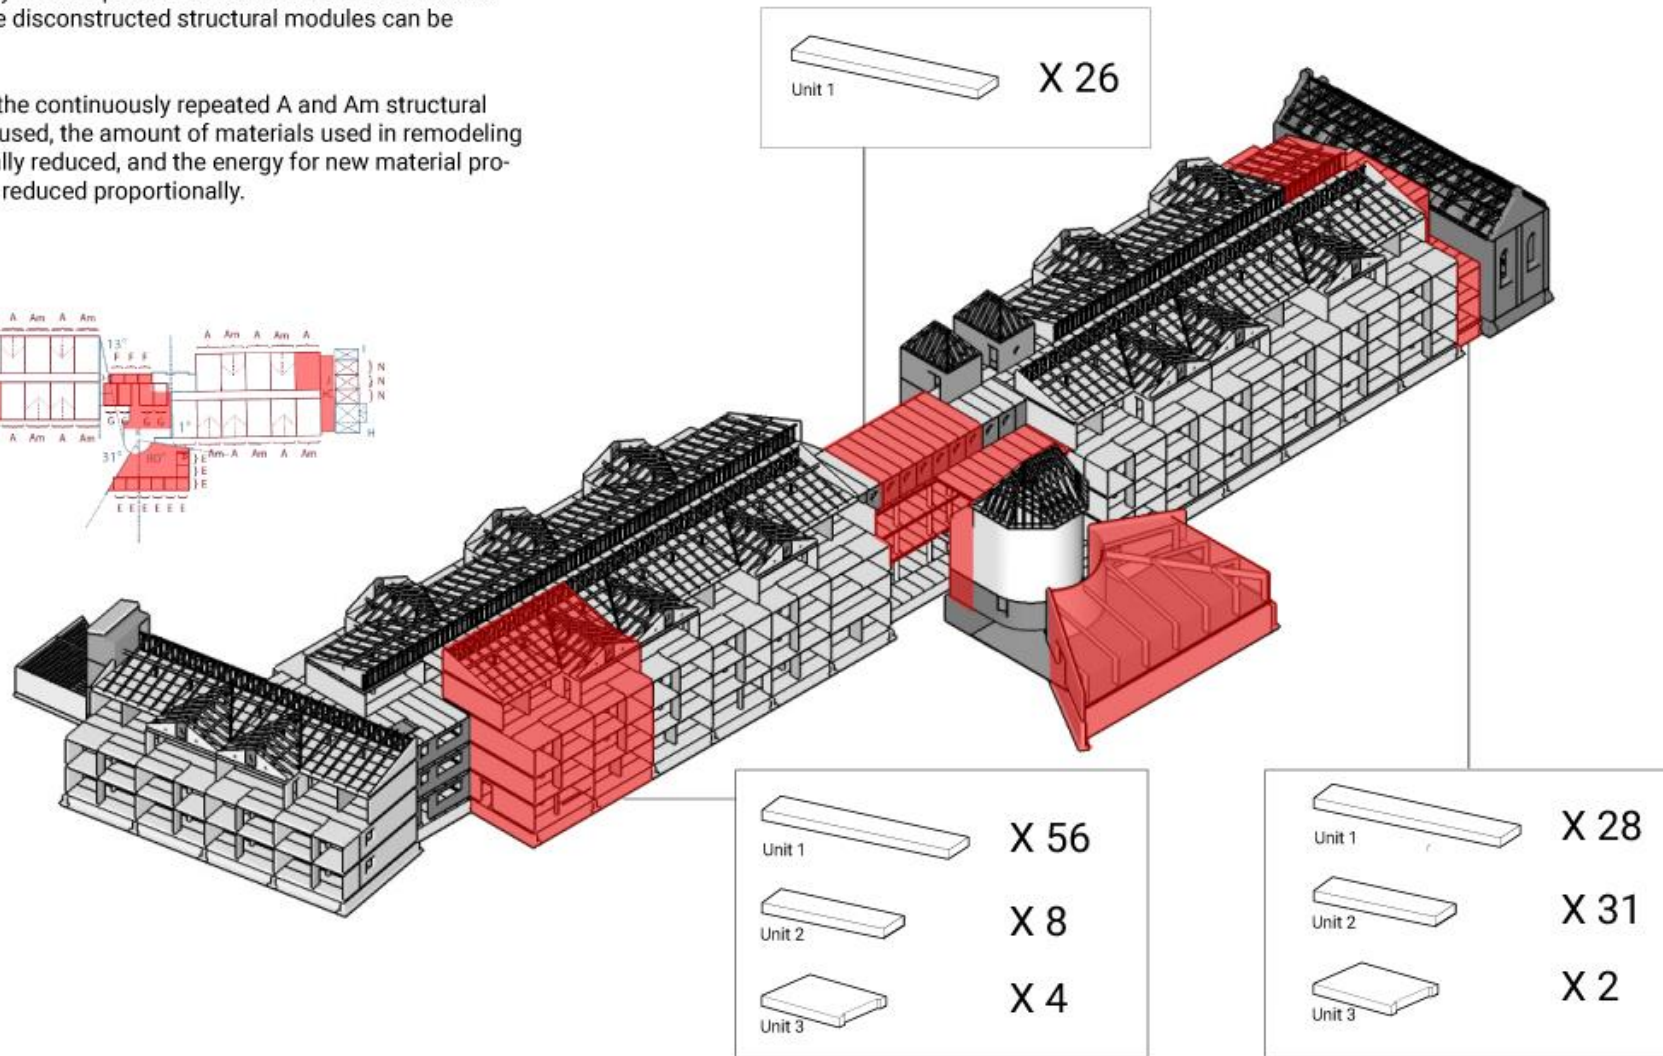 e disconstructed structural modules can be
the continuously repeated A and Am structural
used, the amount of materials used in remodeling
lly reduced, and the energy for new material pro-
reduced proportionally.
Unit 1
X 26
A Am A Am
13°
F F F
A Am A Am A
N
N
N
G G G G
H
A Am A Am
1°
Am A Am A Am
31°
80°
E
E
E
E E E E E E
Unit 1
X 56
Unit 2
X 8
Unit 3
X 4
Unit 1
X 28
Unit 2
X 31
Unit 3
X 2